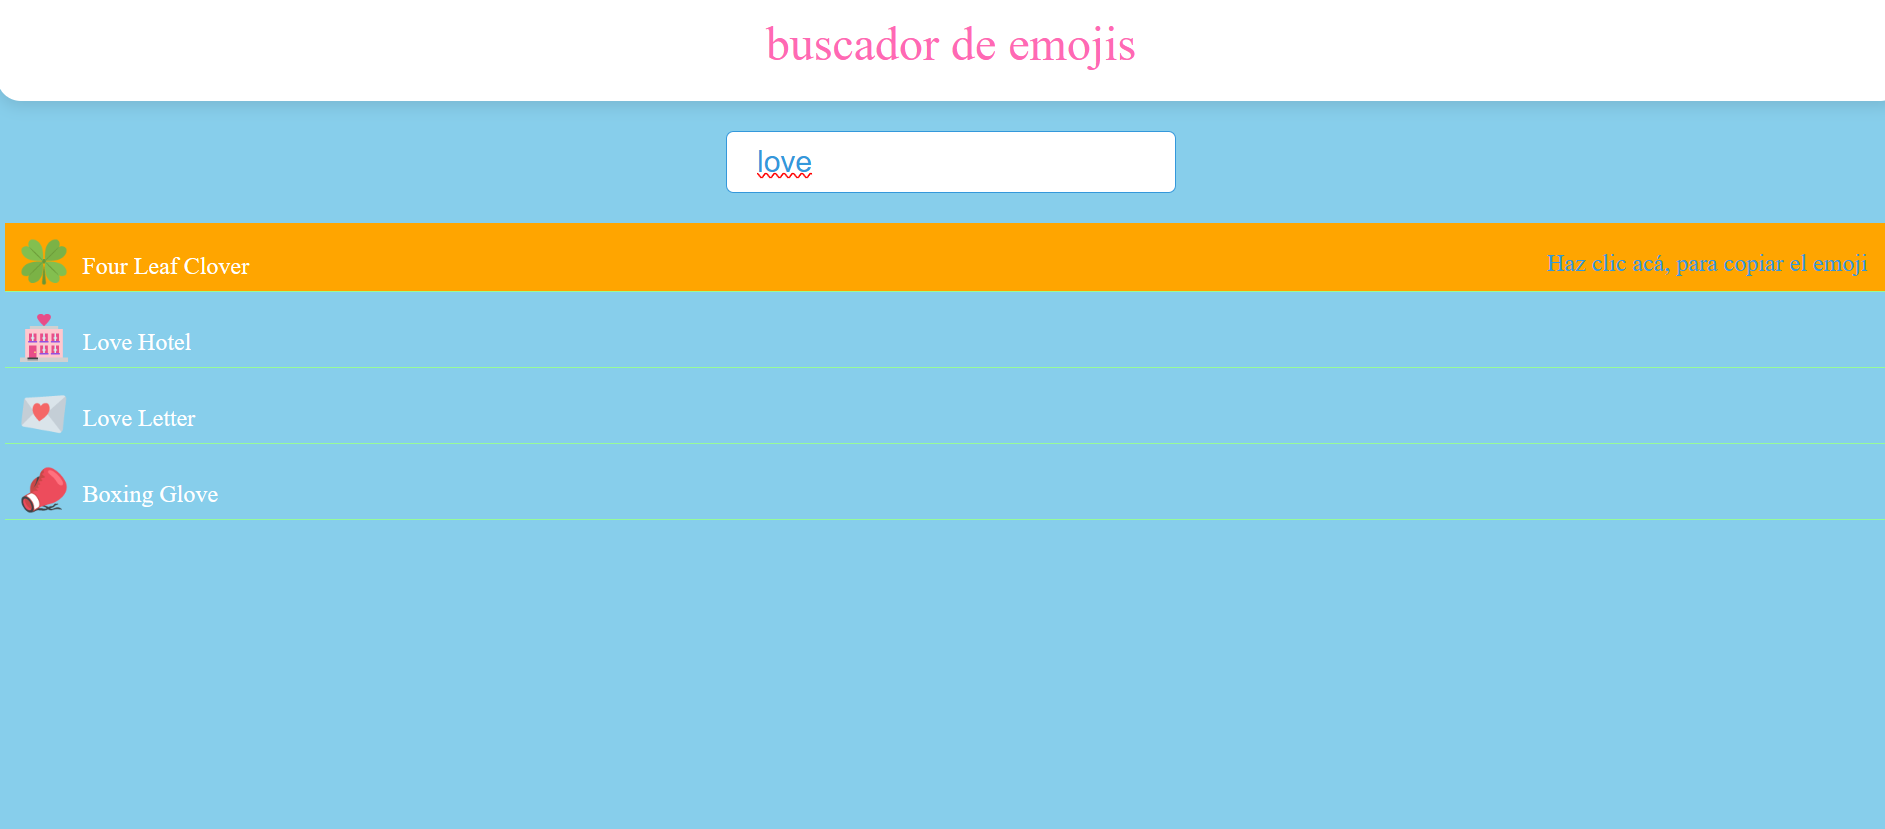 buscador de emojis
love
Four Leaf Clover Haz clic acá, para copiar el emoji
Love Hotel
Love Letter
Boxing Glove